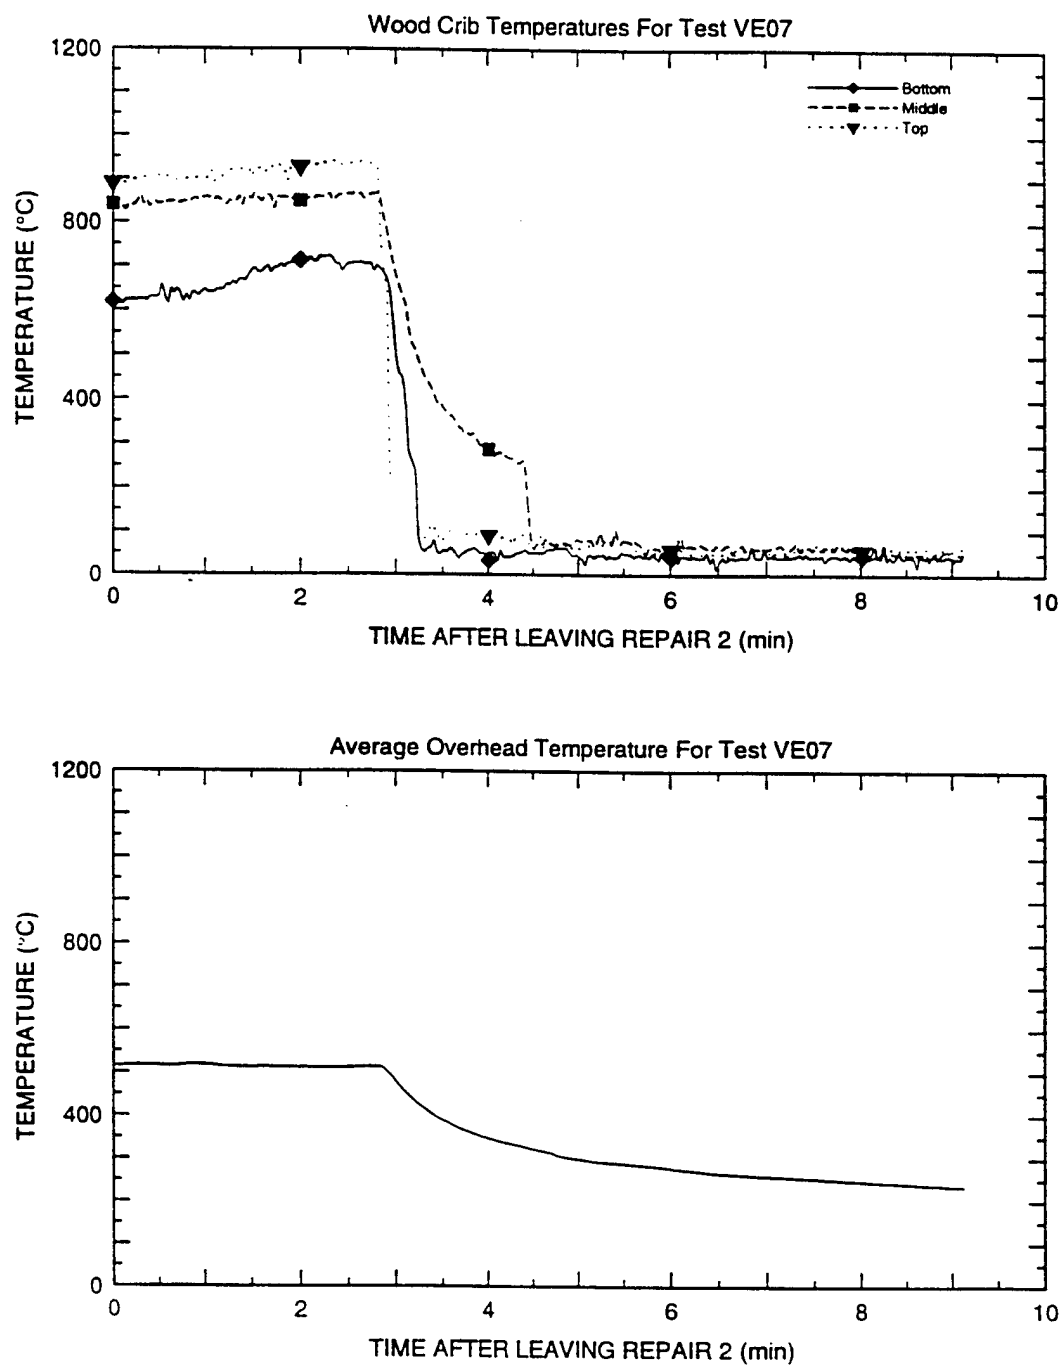 Wood Crib Temperatures For Test VE07
1200
800
400
0
TEMPERATURE (°C)
Bottom
Middle
Top
0 2 4 6 8 10
TIME AFTER LEAVING REPAIR 2 (min)
Average Overhead Temperature For Test VE07
1200
800
400
0
TEMPERATURE (°C)
0 2 4 6 8 10
TIME AFTER LEAVING REPAIR 2 (min)